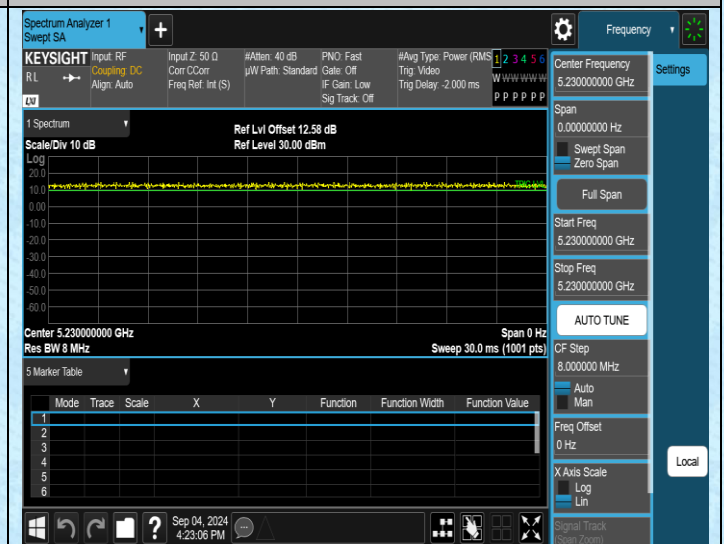 Spectrum Analyzer 1
Swept SA
+
Frequency
KEYSIGHT
RL
LXI
Input: RF
Coupling: DC
Align: Auto
Input Z: 50 Ω
Corr CCorr
Freq Ref: Int (S)
#Atten: 40 dB
µW Path: Standard
PNO: Fast
Gate: Off
IF Gain: Low
Sig Track: Off
#Avg Type: Power (RMS
Trig: Video
Trig Delay: -2.000 ms
1 2 3 4 5 6
W W W W W W
P P P P P P
1 Spectrum
Scale/Div 10 dB
Ref Lvl Offset 12.58 dB
Ref Level 30.00 dBm
Log
20.0
10.0
0.00
-10.0
-20.0
-30.0
-40.0
-50.0
-60.0
Center 5.230000000 GHz
Res BW 8 MHz
Span 0 Hz
Sweep 30.0 ms (1001 pts)
5 Marker Table
Mode Trace Scale X Y Function Function Width Function Value
1
2
3
4
5
6
Sep 04, 2024
4:23:06 PM
Center Frequency
5.230000000 GHz
Span
0.00000000 Hz
Swept Span
Zero Span
Full Span
Start Freq
5.230000000 GHz
Stop Freq
5.230000000 GHz
AUTO TUNE
CF Step
8.000000 MHz
Auto
Man
Freq Offset
0 Hz
X Axis Scale
Log
Lin
Signal Track
(Span Zoom)
Settings
Local